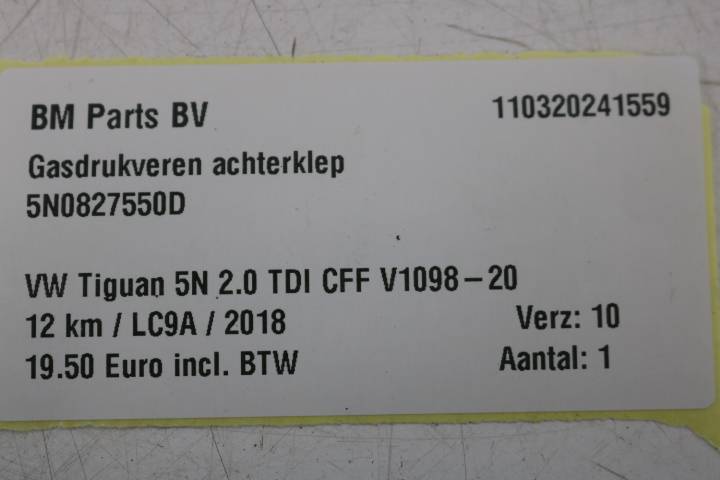 BM Parts BV 110320241559
Gasdrukveren achterklep
5N0827550D
VW Tiguan 5N 2.0 TDI CFF V1098-20
12 km / LC9A / 2018 Verz: 10
19.50 Euro incl. BTW Aantal: 1